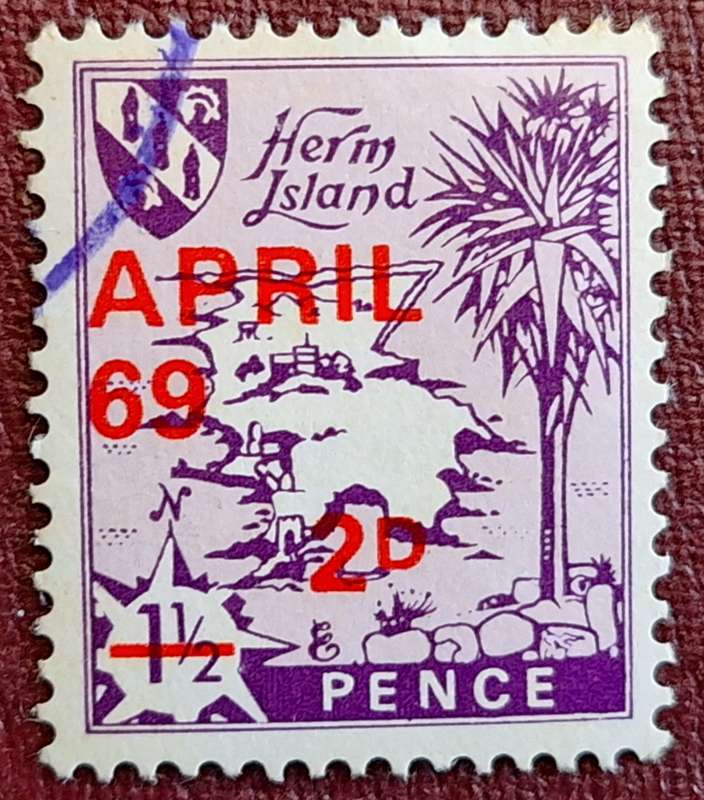 Herm
Island
APRIL
69
N
2D
1½
E
PENCE